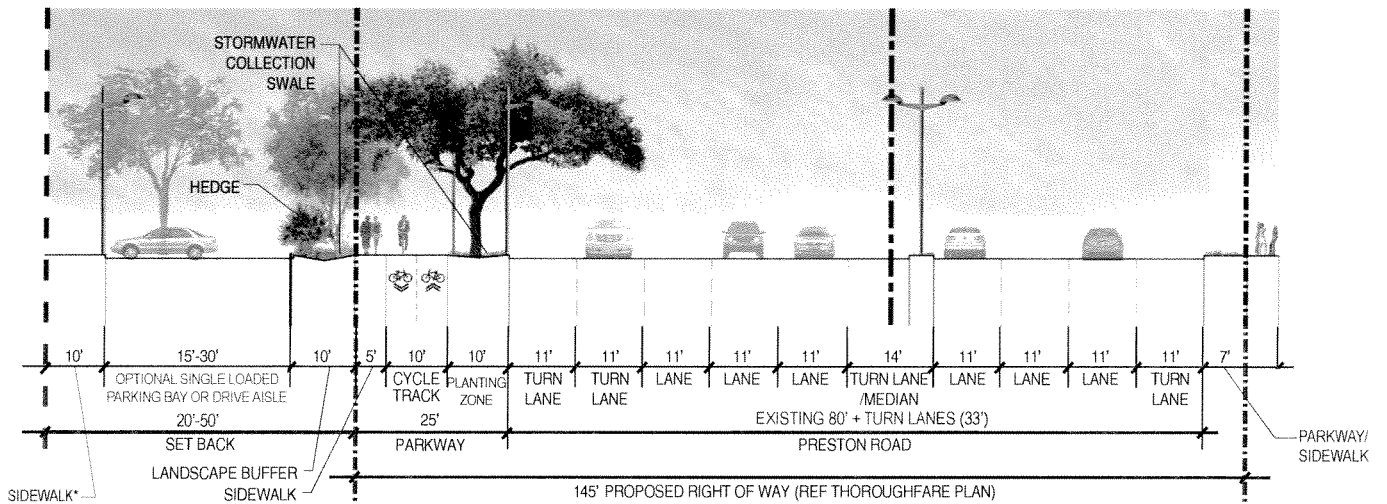 STORMWATER
COLLECTION
SWALE
HEDGE
10' 15'-30' 10' 5' 10' 10' 11' 11' 11' 11' 11' 14' 11' 11' 11' 11' 7'
OPTIONAL SINGLE LOADED
PARKING BAY OR DRIVE AISLE
CYCLE
TRACK
PLANTING
ZONE
TURN
LANE
TURN
LANE
LANE
LANE
LANE
TURN LANE
/MEDIAN
LANE
LANE
LANE
TURN
LANE
20'-50'
SET BACK
25'
PARKWAY
EXISTING 80' + TURN LANES (33')
PRESTON ROAD
PARKWAY/
SIDEWALK
LANDSCAPE BUFFER
SIDEWALK
SIDEWALK*
145' PROPOSED RIGHT OF WAY (REF THOROUGHFARE PLAN)